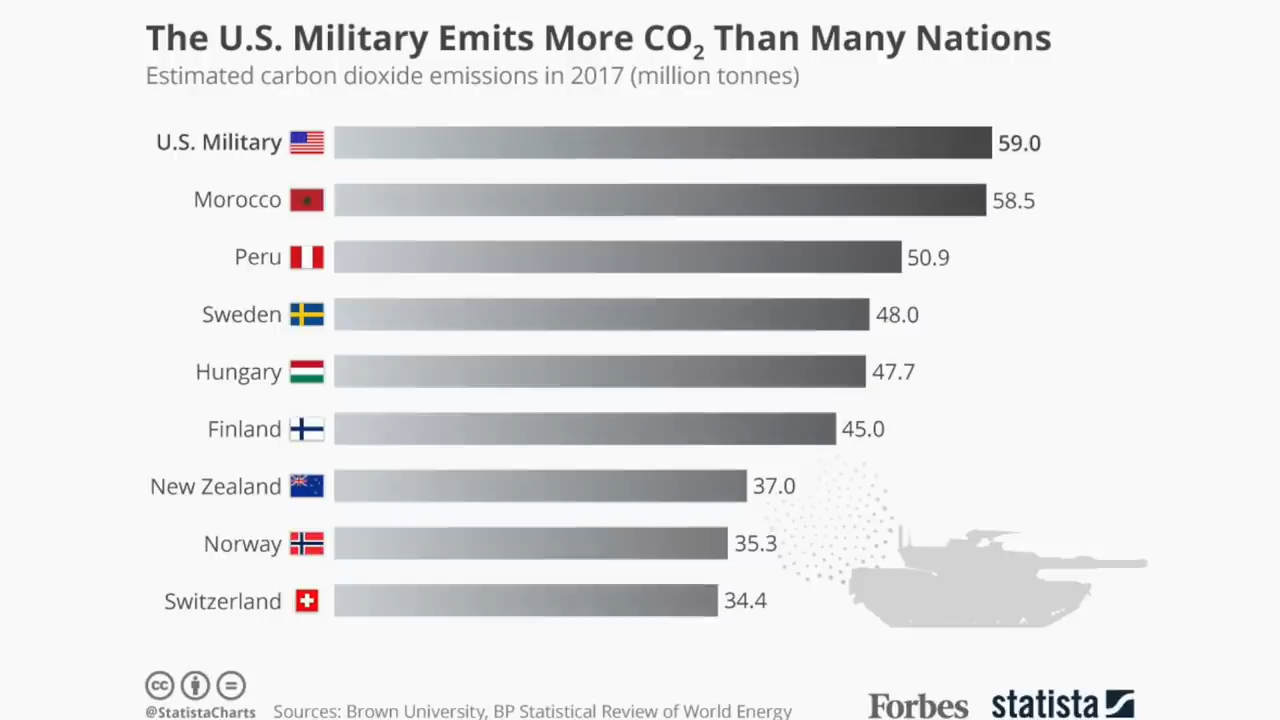 The U.S. Military Emits More CO₂ Than Many Nations
Estimated carbon dioxide emissions in 2017 (million tonnes)
U.S. Military 59.0
Morocco 58.5
Peru 50.9
Sweden 48.0
Hungary 47.7
Finland 45.0
New Zealand 37.0
Norway 35.3
Switzerland 34.4
cc
@StatistaCharts Sources: Brown University, BP Statistical Review of World Energy
Forbes statista